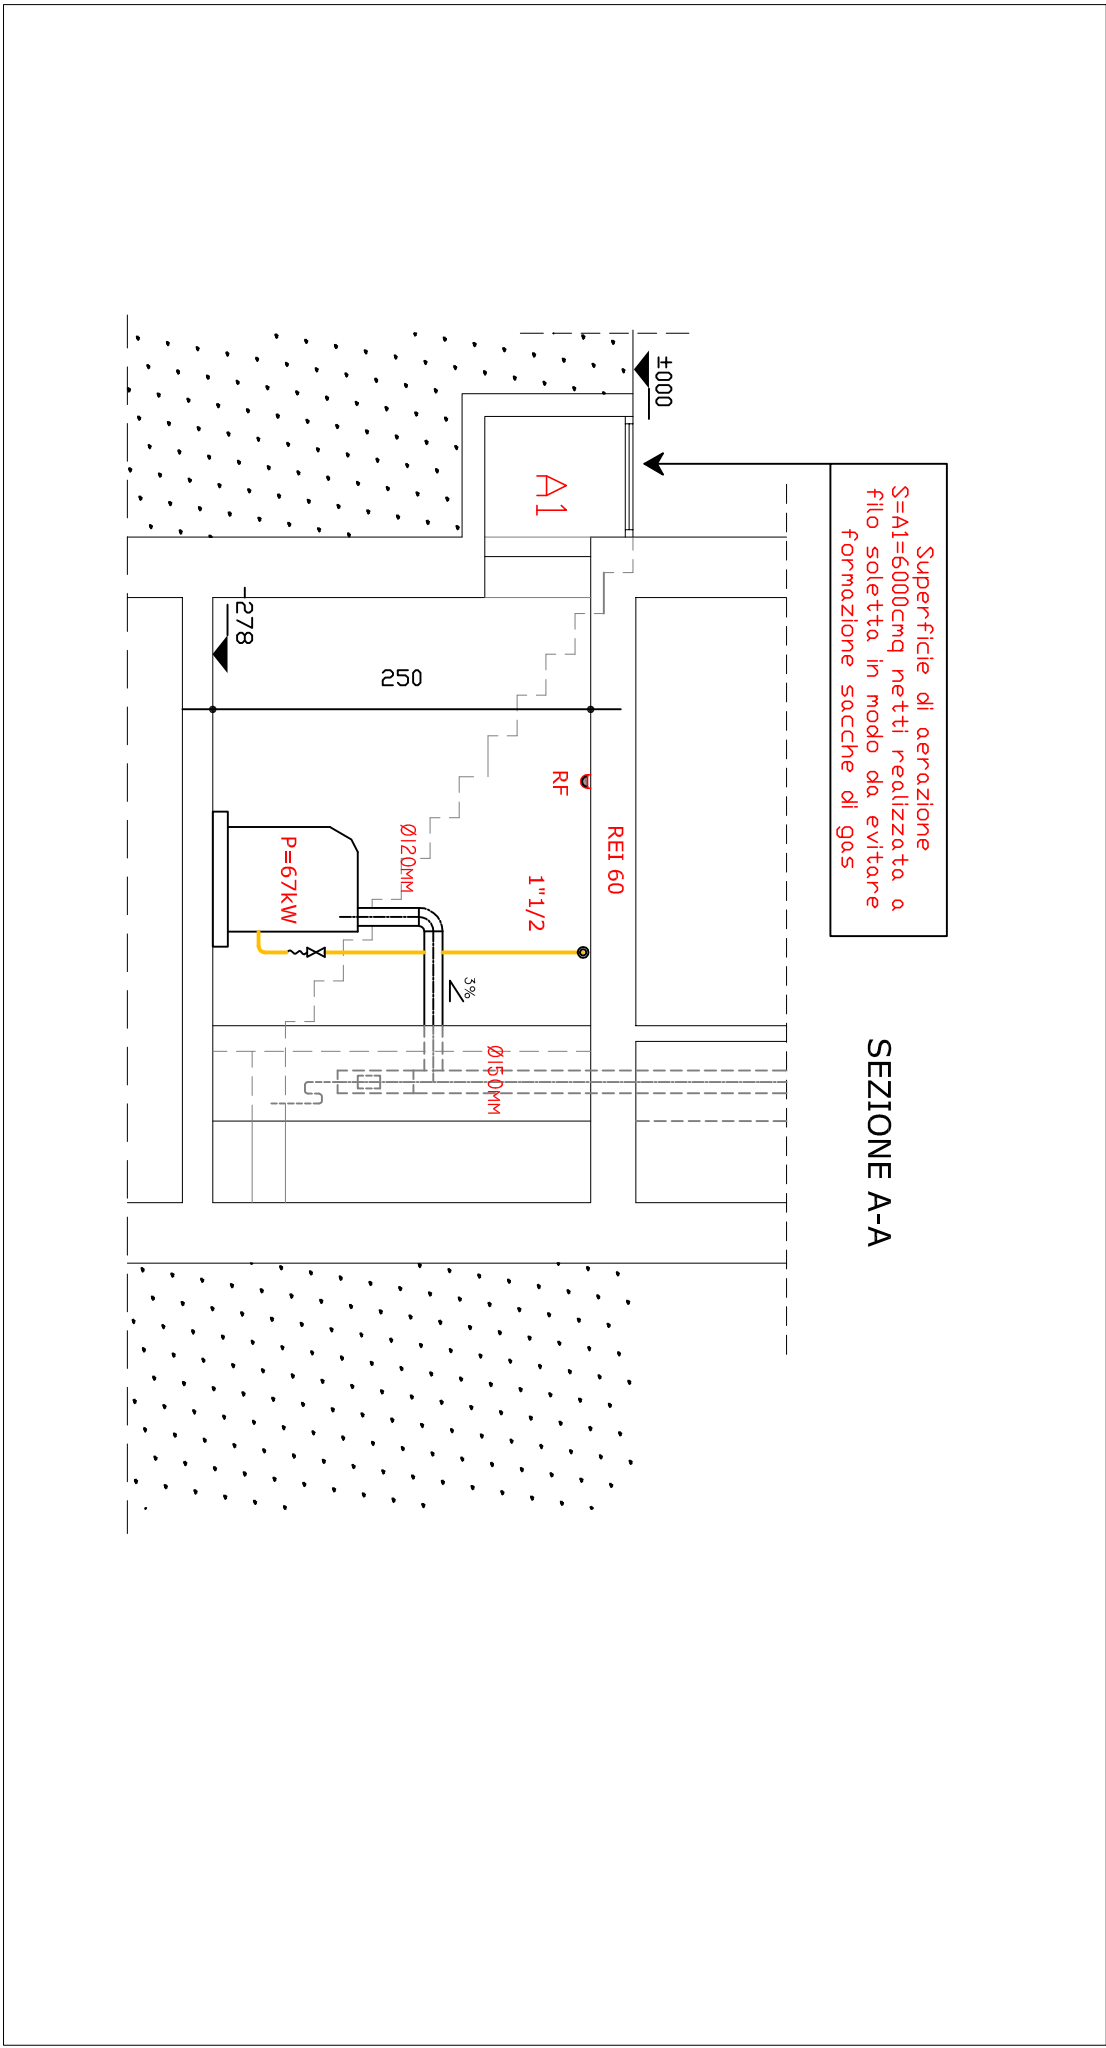 Superficie di aerazione
S=A1=6000cmq netti realizzata a
filo soletta in modo da evitare
formazione sacche di gas
SEZIONE A-A
±000
A1
REI 60
RF
1"1/2
3%
Ø150MM
Ø120MM
250
P=67kW
-278